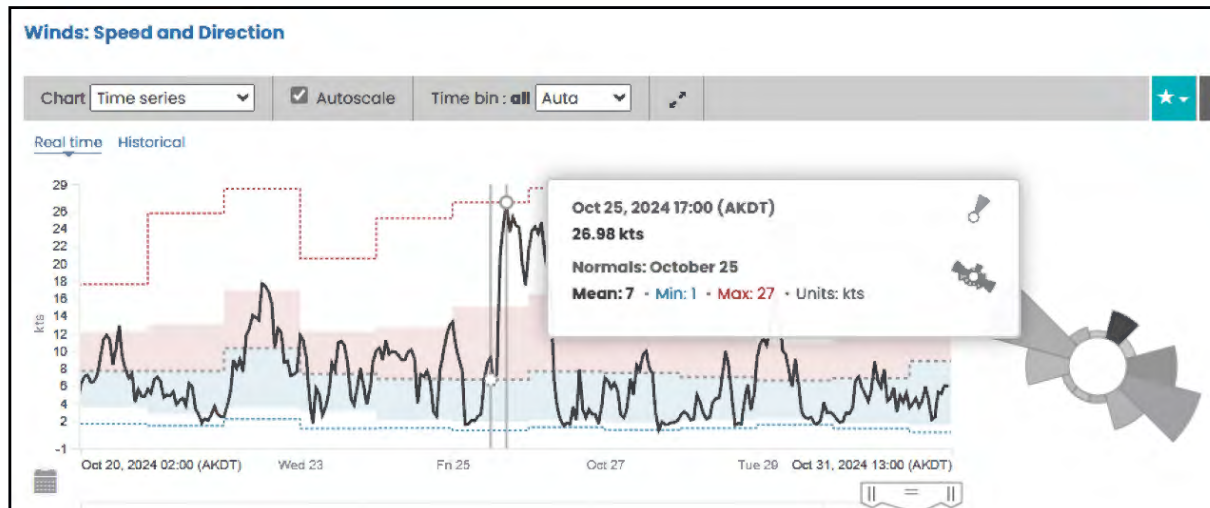 Winds: Speed and Direction
Chart Time series Autoscale Time bin : all Auto
Real time Historical
29
26
24
22
20
18
16
14
12
10
8
6
4
2
-1
kts
Oct 25, 2024 17:00 (AKDT)
26.98 kts
Normals: October 25
Mean: 7 • Min: 1 • Max: 27 • Units: kts
Oct 20, 2024 02:00 (AKDT) Wed 23 Fri 25 Oct 27 Tue 29 Oct 31, 2024 13:00 (AKDT)